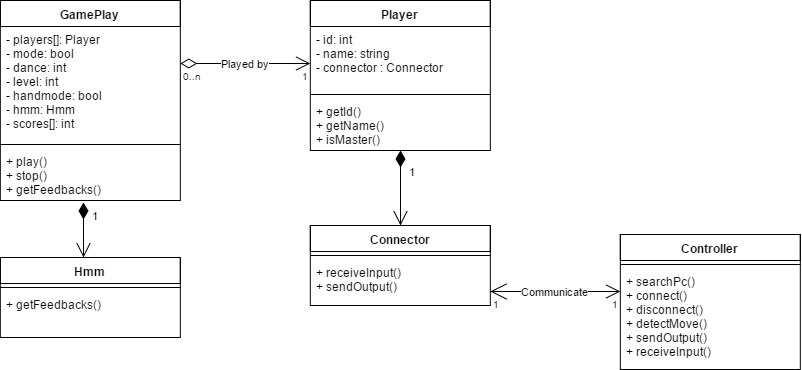 GamePlay
- players[]: Player
- mode: bool
- dance: int
- level: int
- handmode: bool
- hmm: Hmm
- scores[]: int
+ play()
+ stop()
+ getFeedbacks()
0..n
Played by
1
Player
- id: int
- name: string
- connector : Connector
+ getId()
+ getName()
+ isMaster()
1
1
Hmm
+ getFeedbacks()
Connector
+ receiveInput()
+ sendOutput()
1
Communicate
1
Controller
+ searchPc()
+ connect()
+ disconnect()
+ detectMove()
+ sendOutput()
+ receiveInput()